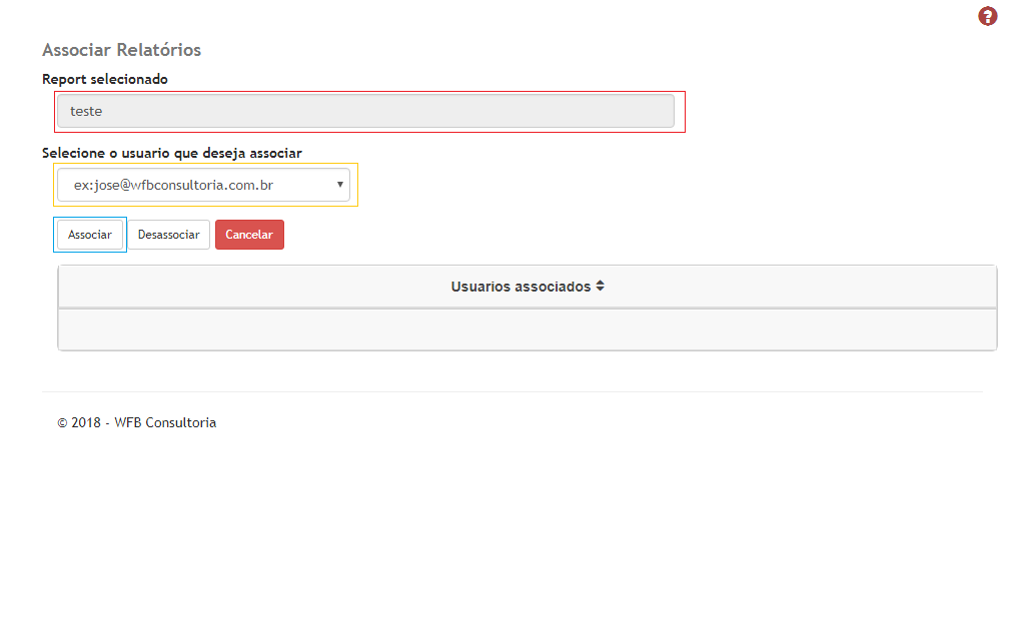 ?
Associar Relatórios
Report selecionado
teste
Selecione o usuario que deseja associar
ex:jose@wfbconsultoria.com.br
Associar Desassociar Cancelar
Usuarios associados
© 2018 - WFB Consultoria